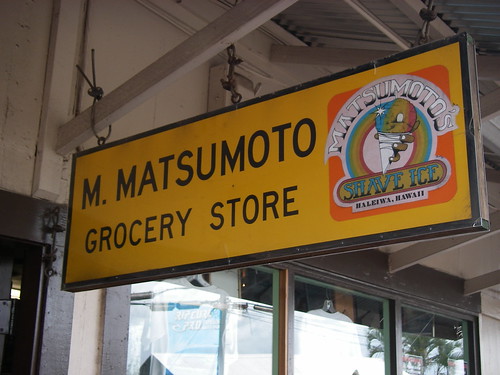 M. MATSUMOTO
GROCERY STORE
MATSUMOTO'S
SHAVE ICE
HALEIWA, HAWAII